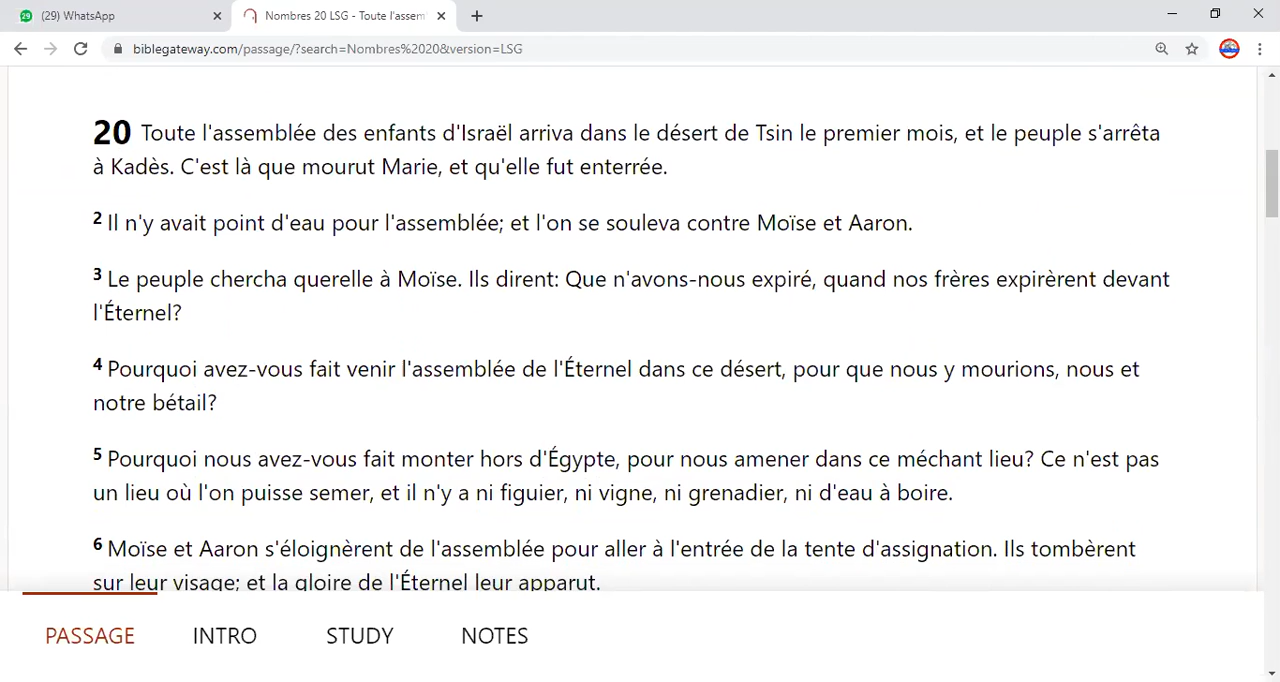 (29) WhatsApp
Nombres 20 LSG - Toute l'assem
biblegateway.com/passage/?search=Nombres%2020&version=LSG
20 Toute l'assemblée des enfants d'Israël arriva dans le désert de Tsin le premier mois, et le peuple s'arrêta
à Kadès. C'est là que mourut Marie, et qu'elle fut enterrée.
2 Il n'y avait point d'eau pour l'assemblée; et l'on se souleva contre Moïse et Aaron.
3 Le peuple chercha querelle à Moïse. Ils dirent: Que n'avons-nous expiré, quand nos frères expirèrent devant
l'Éternel?
4 Pourquoi avez-vous fait venir l'assemblée de l'Éternel dans ce désert, pour que nous y mourions, nous et
notre bétail?
5 Pourquoi nous avez-vous fait monter hors d'Égypte, pour nous amener dans ce méchant lieu? Ce n'est pas
un lieu où l'on puisse semer, et il n'y a ni figuier, ni vigne, ni grenadier, ni d'eau à boire.
6 Moïse et Aaron s'éloignèrent de l'assemblée pour aller à l'entrée de la tente d'assignation. Ils tombèrent
sur leur visage; et la gloire de l'Éternel leur apparut.
PASSAGE INTRO STUDY NOTES